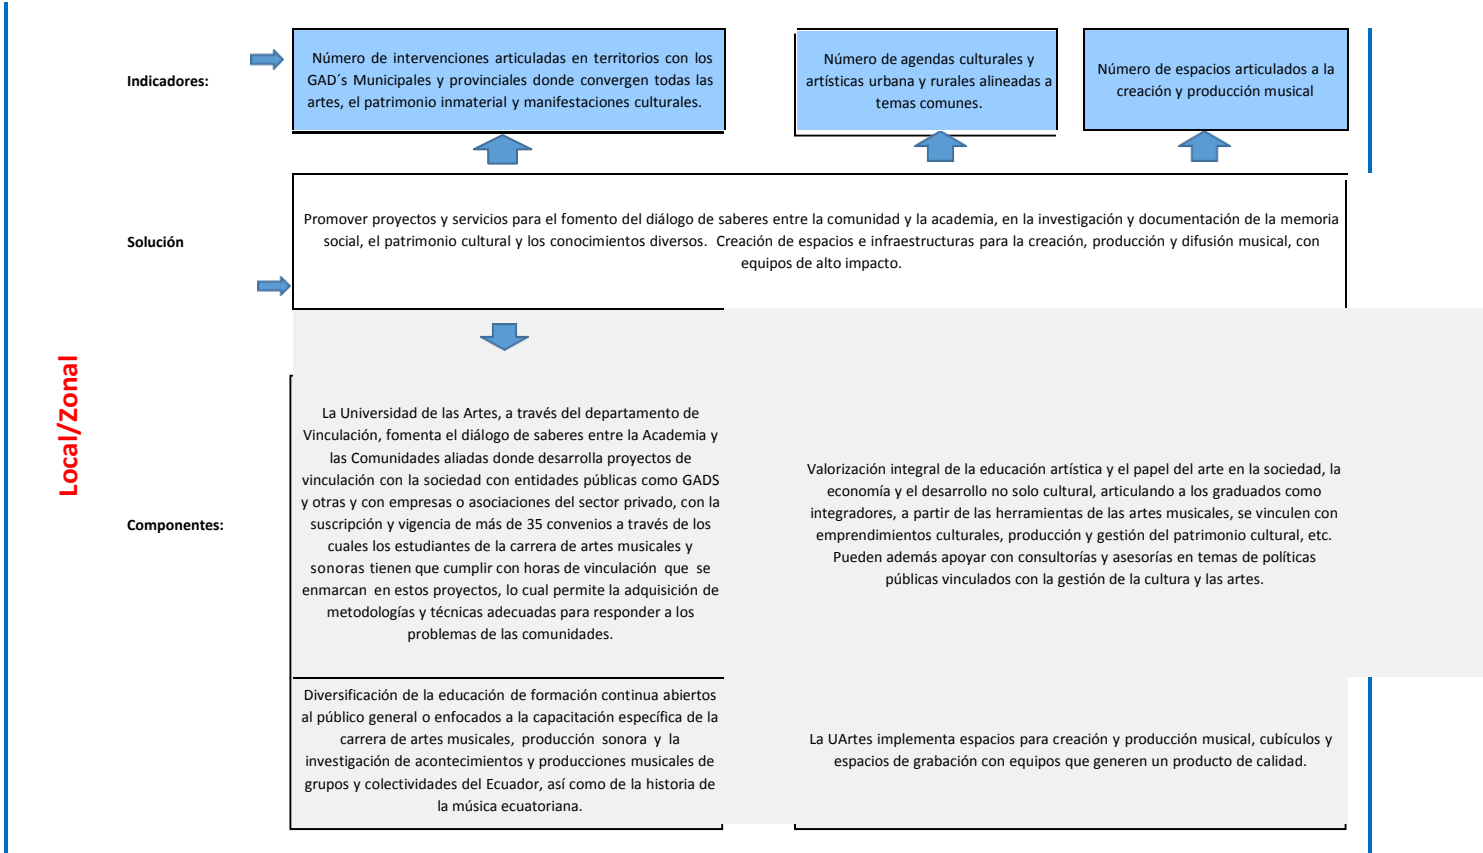 Indicadores:
Número de intervenciones articuladas en territorios con los
GAD´s Municipales y provinciales donde convergen todas las
artes, el patrimonio inmaterial y manifestaciones culturales.
Número de agendas culturales y
artísticas urbana y rurales alineadas a
temas comunes.
Número de espacios articulados a la
creación y producción musical
Solución
Promover proyectos y servicios para el fomento del diálogo de saberes entre la comunidad y la academia, en la investigación y documentación de la memoria
social, el patrimonio cultural y los conocimientos diversos.  Creación de espacios e infraestructuras para la creación, producción y difusión musical, con
equipos de alto impacto.
Local/Zonal
Componentes:
La Universidad de las Artes, a través del departamento de
Vinculación, fomenta el diálogo de saberes entre la Academia y
las Comunidades aliadas donde desarrolla proyectos de
vinculación con la sociedad con entidades públicas como GADS
y otras y con empresas o asociaciones del sector privado, con la
suscripción y vigencia de más de 35 convenios a través de los
cuales los estudiantes de la carrera de artes musicales y
sonoras tienen que cumplir con horas de vinculación  que  se
enmarcan  en estos proyectos, lo cual permite la adquisición de
metodologías y técnicas adecuadas para responder a los
problemas de las comunidades.
Valorización integral de la educación artística y el papel del arte en la sociedad, la
economía y el desarrollo no solo cultural, articulando a los graduados como
integradores, a partir de las herramientas de las artes musicales, se vinculen con
emprendimientos culturales, producción y gestión del patrimonio cultural, etc.
Pueden además apoyar con consultorías y asesorías en temas de políticas
públicas vinculados con la gestión de la cultura y las artes.
Diversificación de la educación de formación continua abiertos
al público general o enfocados a la capacitación específica de la
carrera de artes musicales,  producción sonora  y  la
investigación de acontecimientos y producciones musicales de
grupos y colectividades del Ecuador, así como de la historia de
la música ecuatoriana.
La UArtes implementa espacios para creación y producción musical, cubículos y
espacios de grabación con equipos que generen un producto de calidad.